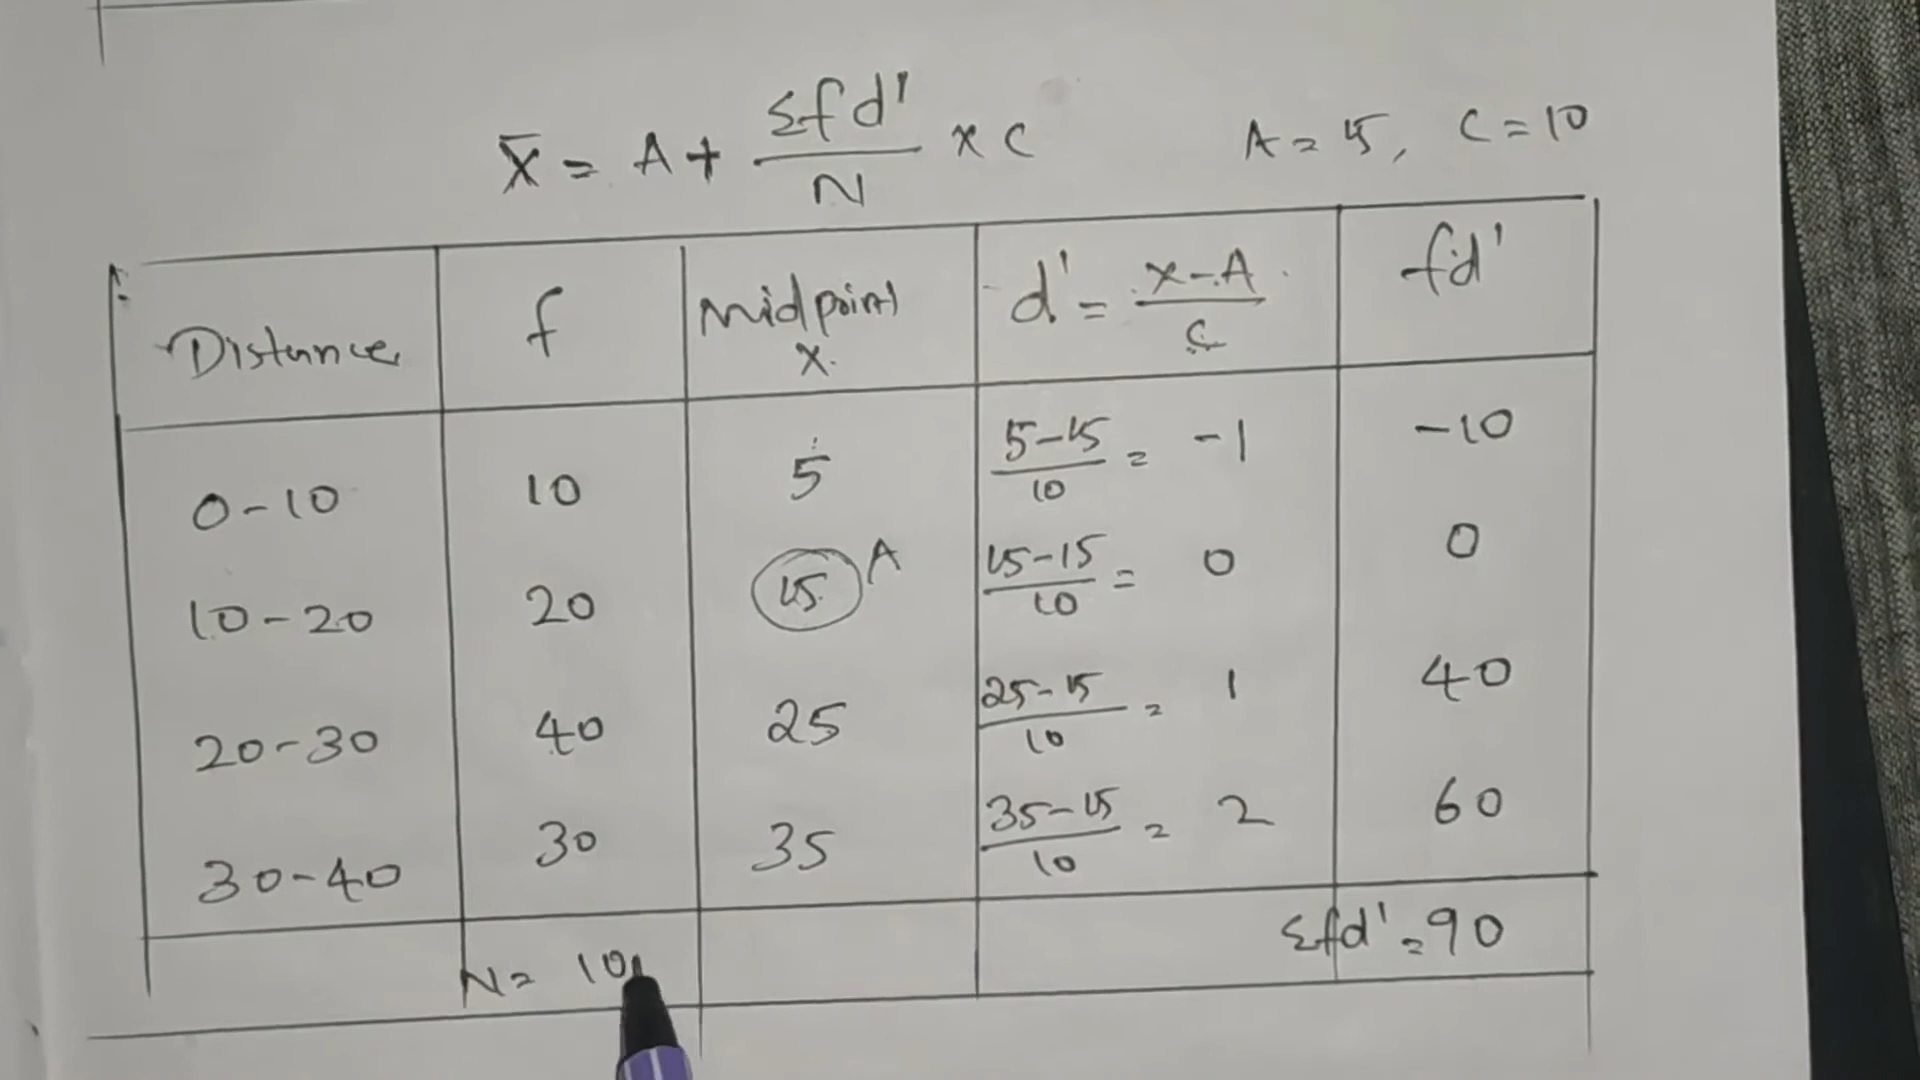 X̄ = A + Σfd' / N × C
A = 15, C = 10
Distance f Midpoint X. d' = X - A / C fd'
0-10 10 5 5-15 / 10 = -1 -10
10-20 20 15 A 15-15 / 10 = 0 0
20-30 40 25 25-15 / 10 = 1 40
30-40 30 35 35-15 / 10 = 2 60
N = 10 Σfd' = 90